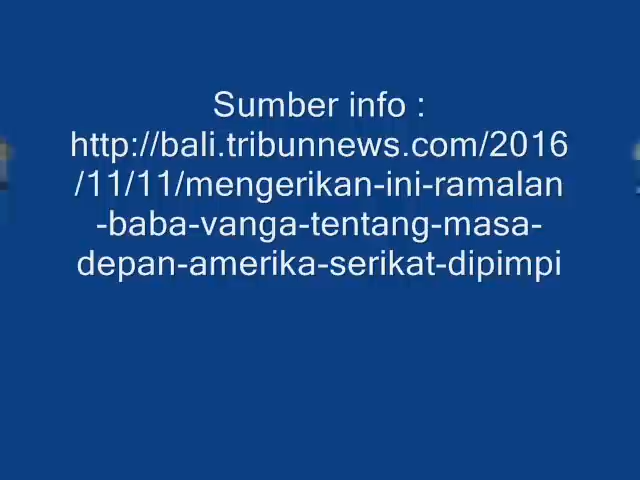 Sumber info :
http://bali.tribunnews.com/2016
/11/11/mengerikan-ini-ramalan
-baba-vanga-tentang-masa-
depan-amerika-serikat-dipimpi